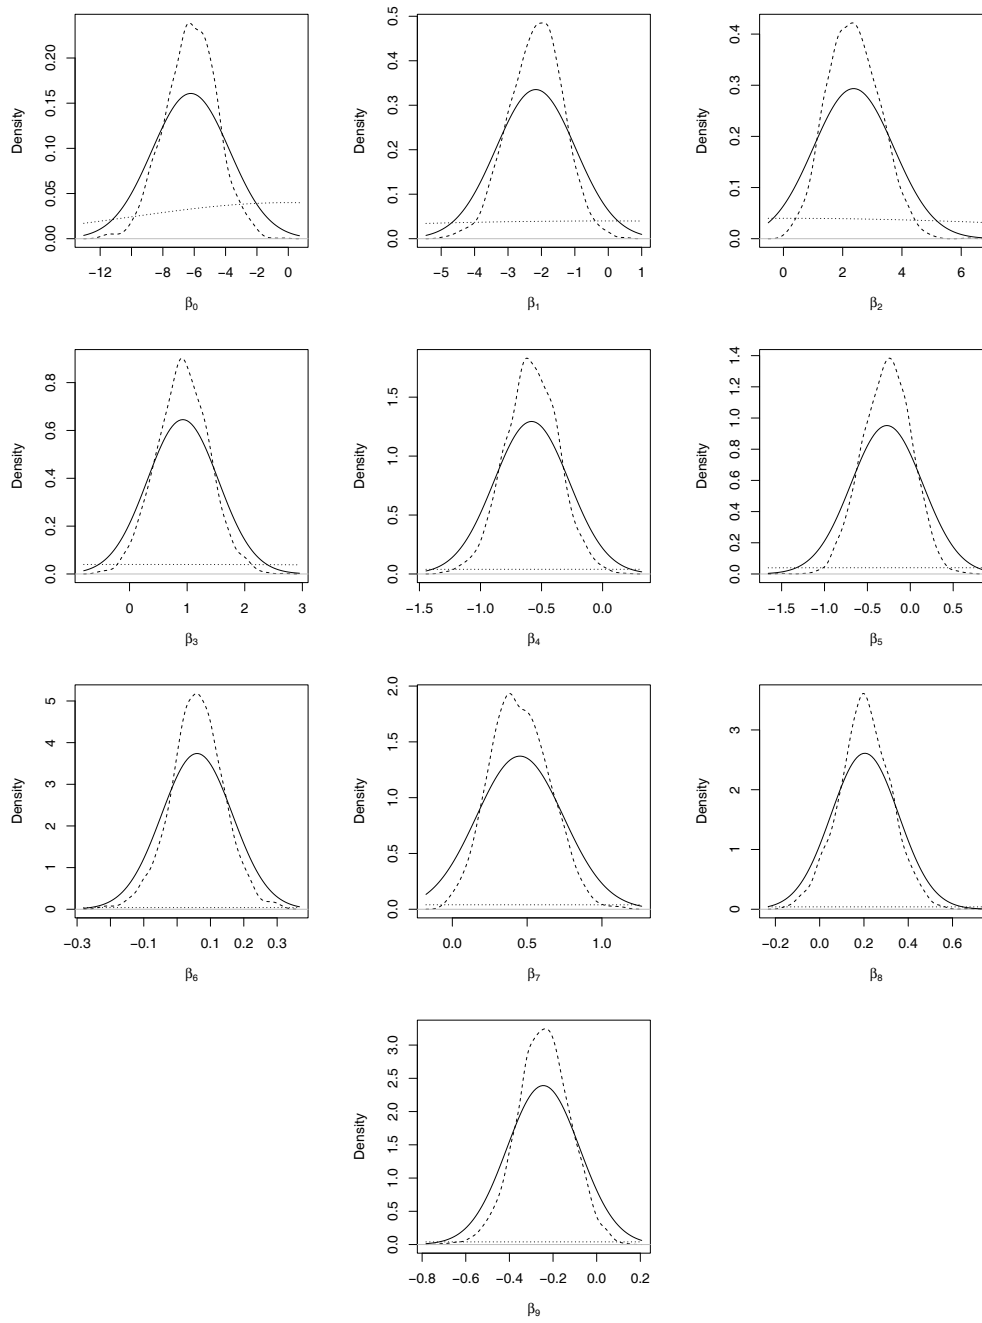 Density
0.00 0.05 0.10 0.15 0.20
−12 −8 −6 −4 −2 0
β0
Density
0.0 0.1 0.2 0.3 0.4 0.5
−5 −4 −3 −2 −1 0 1
β1
Density
0.0 0.1 0.2 0.3 0.4
0 2 4 6
β2
Density
0.0 0.2 0.4 0.6 0.8
0 1 2 3
β3
Density
0.0 0.5 1.0 1.5
−1.5 −1.0 −0.5 0.0
β4
Density
0.0 0.2 0.4 0.6 0.8 1.0 1.2 1.4
−1.5 −1.0 −0.5 0.0 0.5
β5
Density
0 1 2 3 4 5
−0.3 −0.1 0.1 0.2 0.3
β6
Density
0.0 0.5 1.0 1.5 2.0
0.0 0.5 1.0
β7
Density
0 1 2 3
−0.2 0.0 0.2 0.4 0.6
β8
Density
0.0 0.5 1.0 1.5 2.0 2.5 3.0
−0.8 −0.6 −0.4 −0.2 0.0 0.2
β9